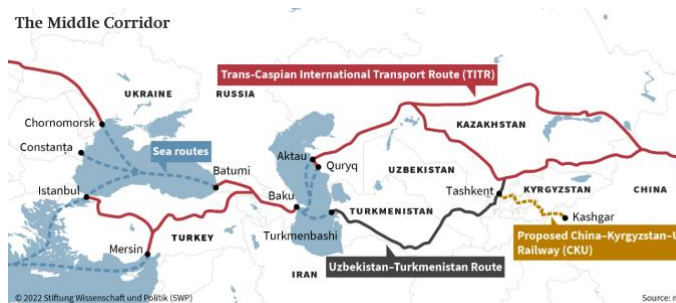 The Middle Corridor
Trans-Caspian International Transport Route (TITR)
UKRAINE
RUSSIA
Chornomorsk
KAZAKHSTAN
Constanța
Sea routes
Aktau
Quryq
Batumi
UZBEKISTAN
Istanbul
Tashkent
KYRGYZSTAN
CHINA
Baku
TURKMENISTAN
Kashgar
Mersin
TURKEY
Turkmenbashi
Proposed China–Kyrgyzstan–U
Railway (CKU)
IRAN
Uzbekistan–Turkmenistan Route
© 2022 Stiftung Wissenschaft und Politik (SWP)
Source: